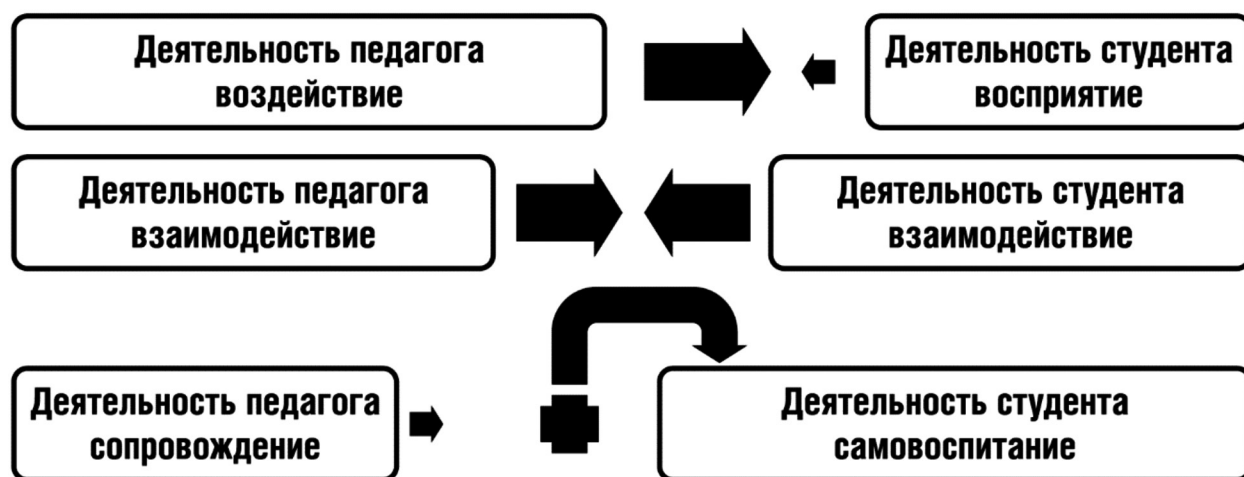 Деятельность педагога
воздействие
Деятельность студента
восприятие
Деятельность педагога
взаимодействие
Деятельность студента
взаимодействие
Деятельность педагога
сопровождение
Деятельность студента
самовоспитание